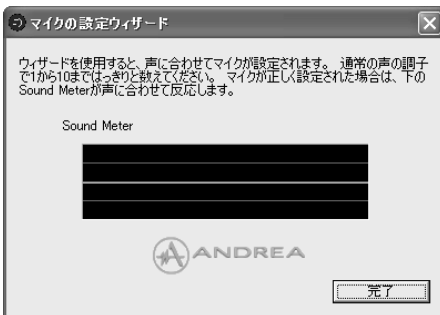 マイクの設定ウィザード
ウィザードを使用すると、声に合わせてマイクが設定されます。 通常の声の調子
で1から10まではっきりと数えてください。 マイクが正しく設定された場合は、下の
Sound Meterが声に合わせて反応します。
Sound Meter
ANDREA
完了